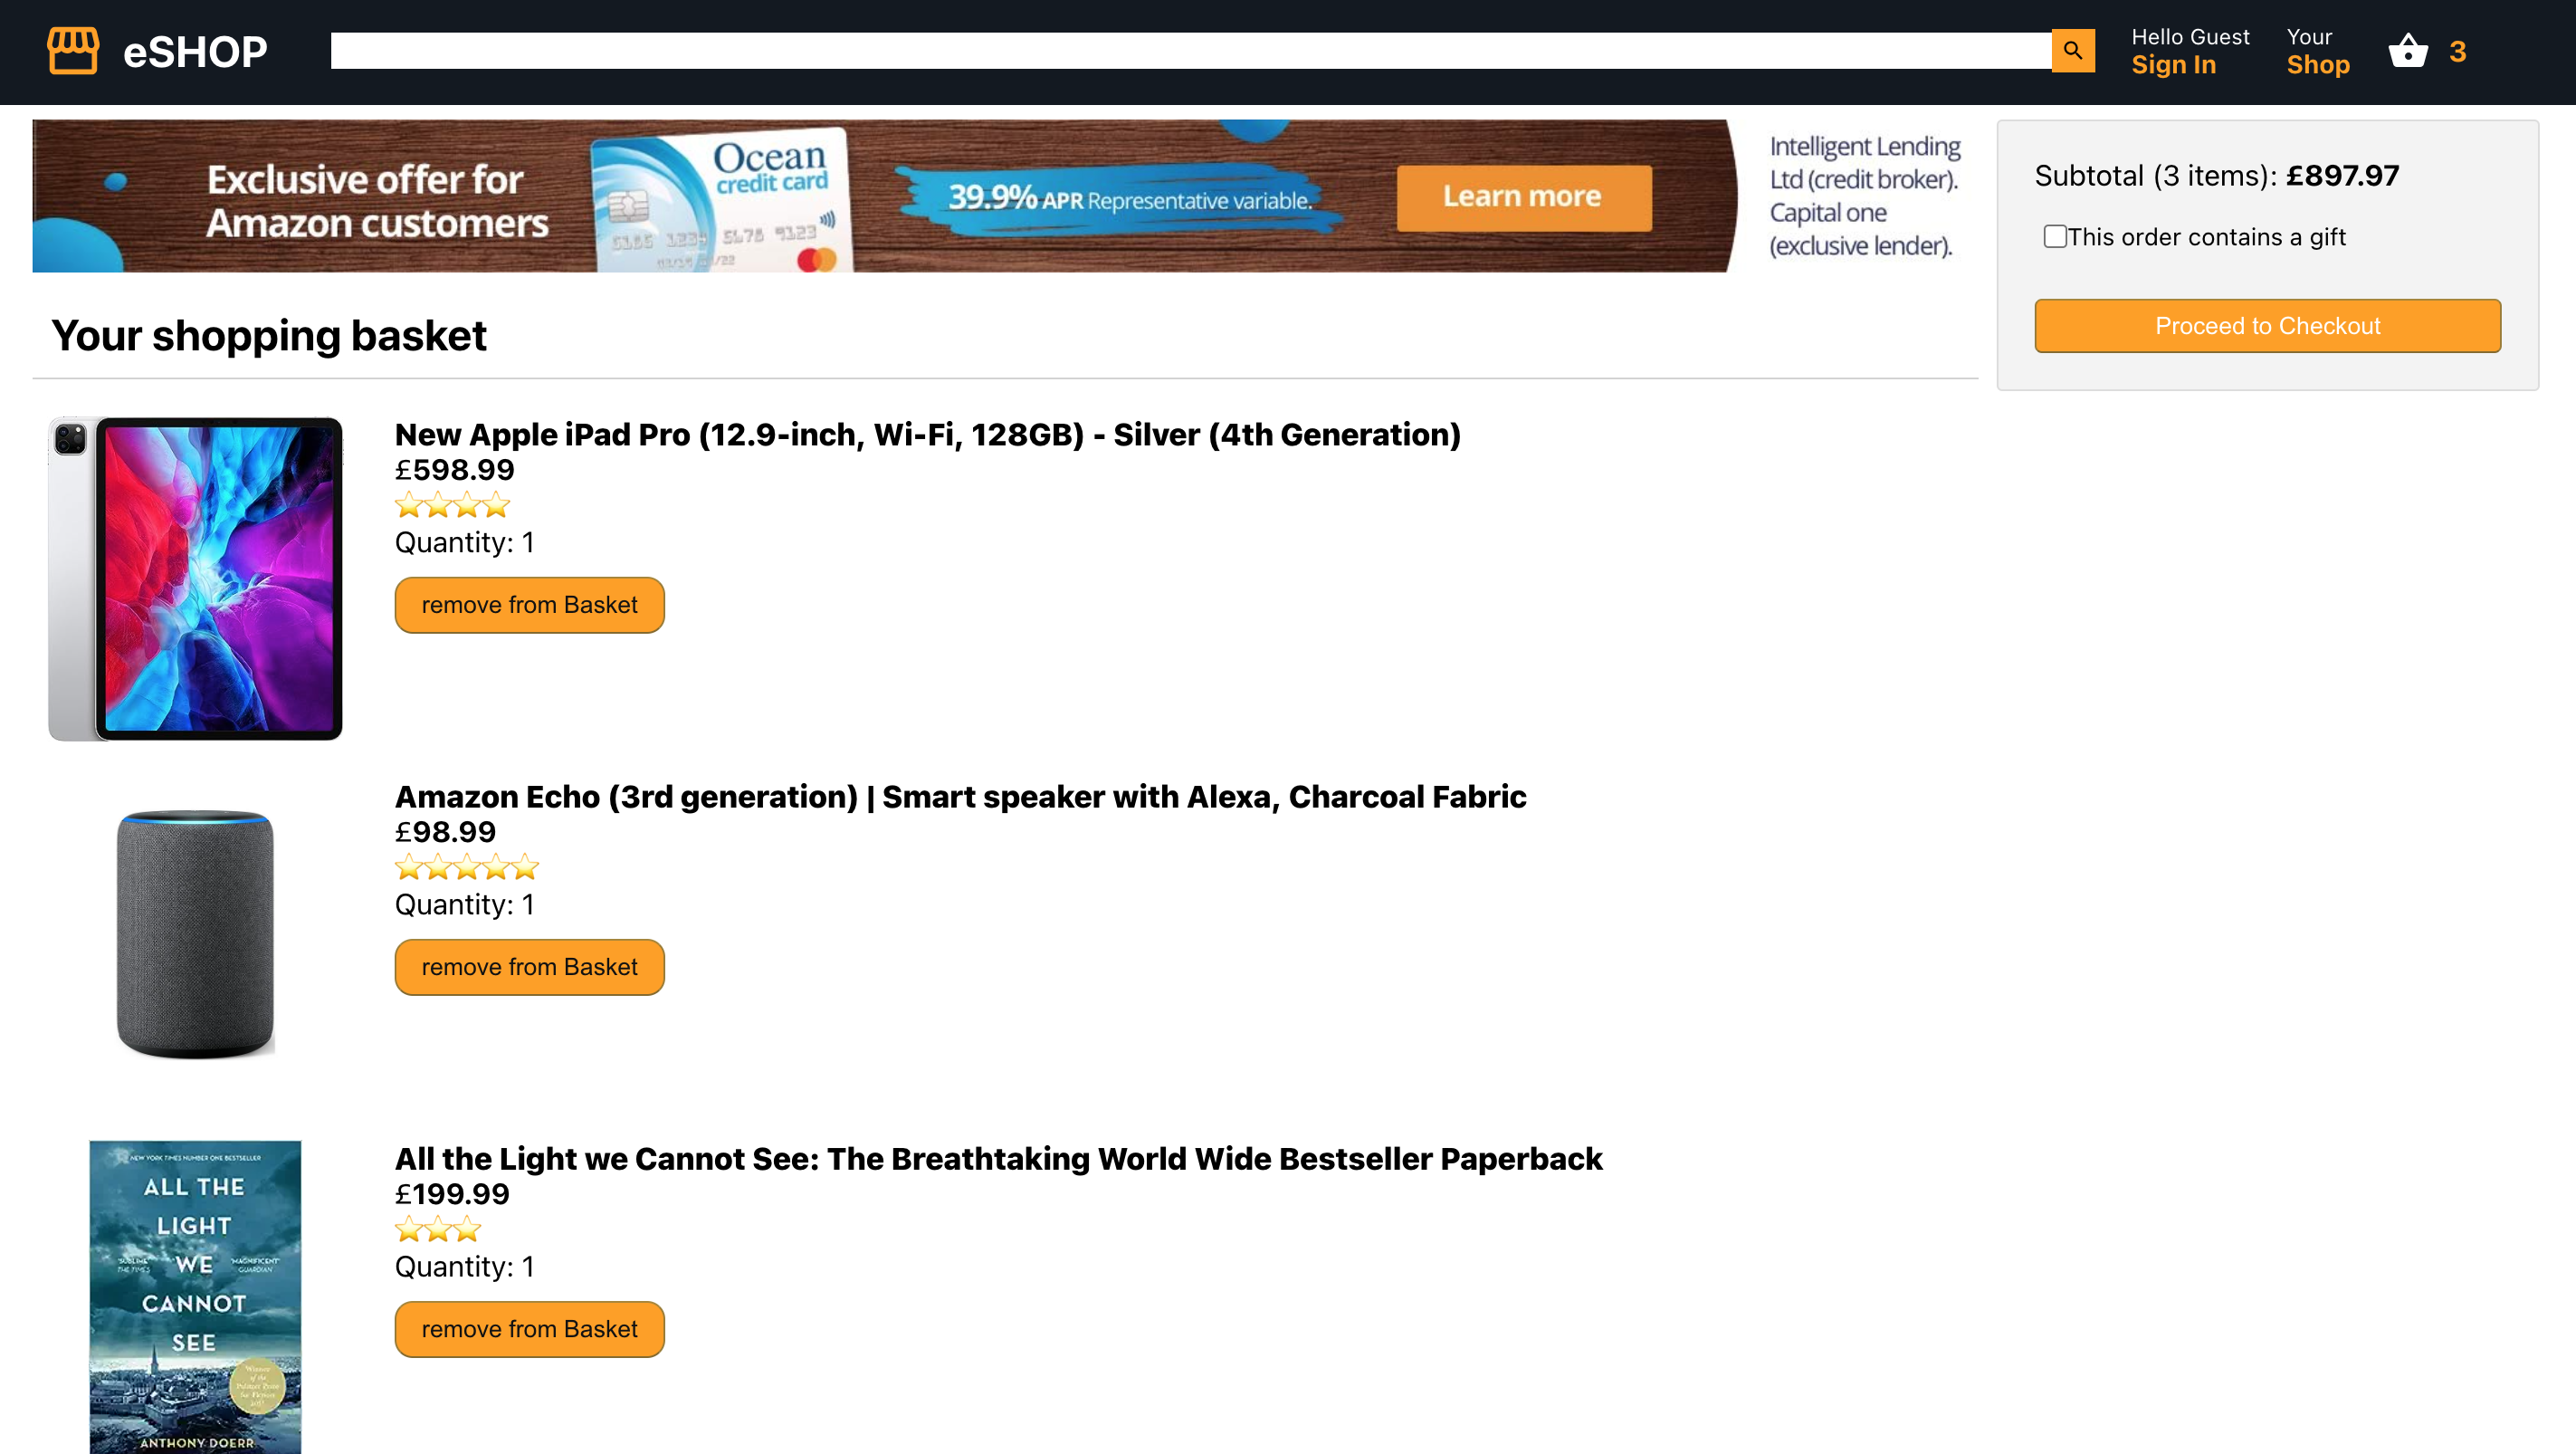 eSHOP
Hello Guest
Sign In
Your
Shop
3
Exclusive offer for
Amazon customers
Ocean
credit card
39.9% APR Representative variable.
Learn more
Intelligent Lending
Ltd (credit broker).
Capital one
(exclusive lender).
Subtotal (3 items): £897.97
This order contains a gift
Proceed to Checkout
Your shopping basket
New Apple iPad Pro (12.9-inch, Wi-Fi, 128GB) - Silver (4th Generation)
£598.99
Quantity: 1
remove from Basket
Amazon Echo (3rd generation) | Smart speaker with Alexa, Charcoal Fabric
£98.99
Quantity: 1
remove from Basket
All the Light we Cannot See: The Breathtaking World Wide Bestseller Paperback
£199.99
Quantity: 1
remove from Basket
NEW YORK TIMES NUMBER ONE BESTSELLER
ALL THE
LIGHT
WE
CANNOT
SEE
ANTHONY DOERR